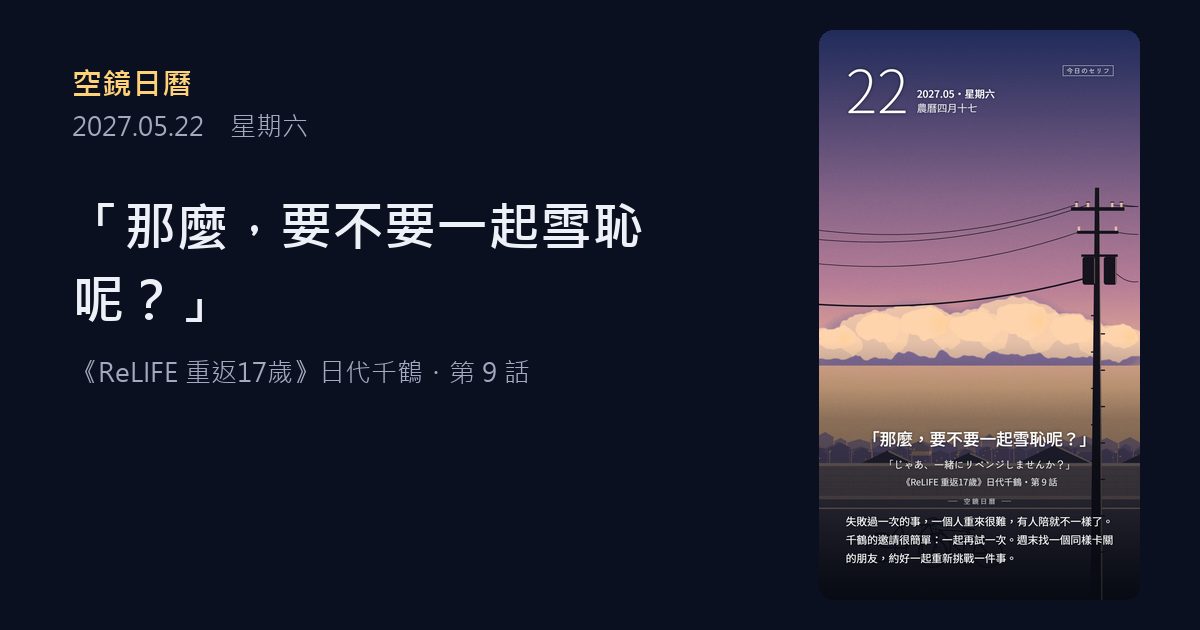 空鏡日曆
2027.05.22 星期六
「那麼，要不要一起雪恥
呢？」
《ReLIFE 重返17歲》日代千鶴・第 9 話
22
2027.05・星期六
農曆四月十七
今日のセリフ
「那麼，要不要一起雪恥呢？」
「じゃあ、一緒にリベンジしませんか？」
《ReLIFE 重返17歲》日代千鶴・第 9 話
空鏡日曆
失敗過一次的事，一個人重來很難，有人陪就不一樣了。
千鶴的邀請很簡單：一起再試一次。週末找一個同樣卡關
的朋友，約好一起重新挑戰一件事。